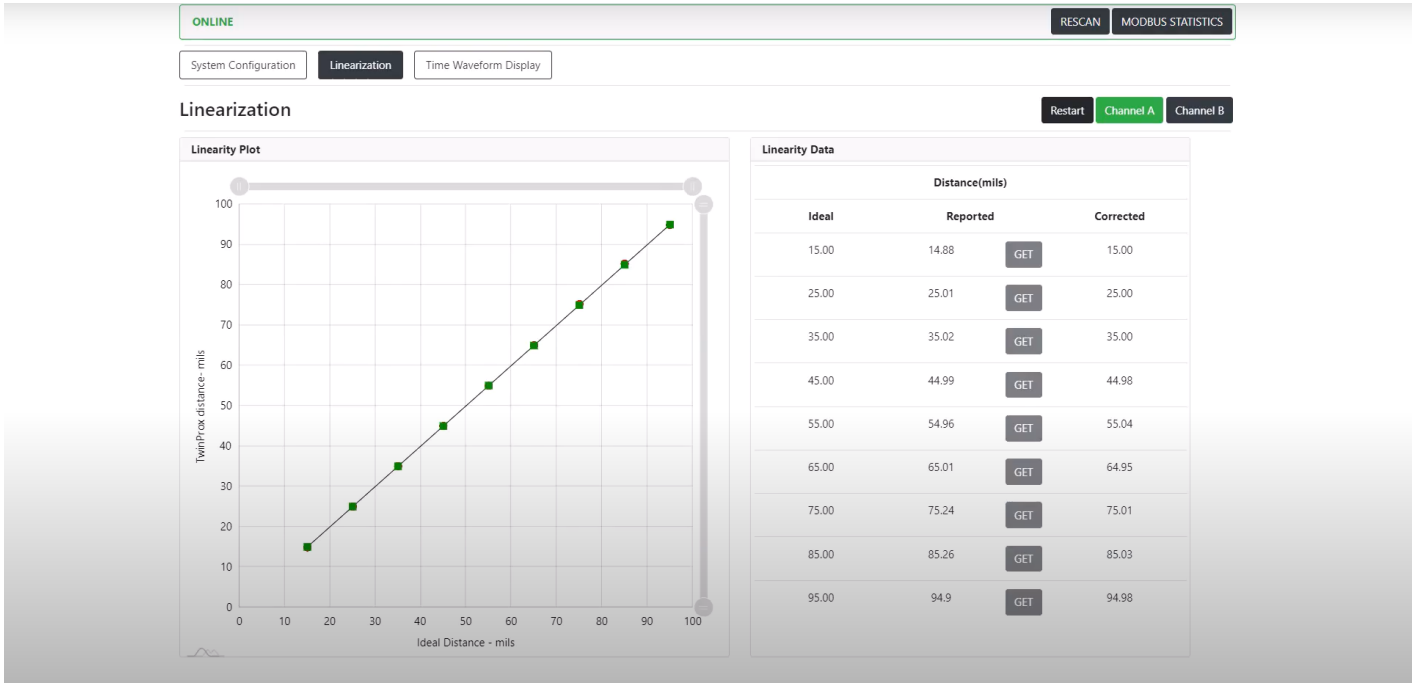 ONLINE RESCAN MODBUS STATISTICS
System Configuration Linearization Time Waveform Display
Linearization Restart Channel A Channel B
Linearity Plot
100
90
80
70
60
50
40
30
20
10
0
TwinProx distance- mils
0 10 20 30 40 50 60 70 80 90 100
Ideal Distance - mils
Linearity Data
Distance(mils)
Ideal Reported Corrected
15.00 14.88 GET 15.00
25.00 25.01 GET 25.00
35.00 35.02 GET 35.00
45.00 44.99 GET 44.98
55.00 54.96 GET 55.04
65.00 65.01 GET 64.95
75.00 75.24 GET 75.01
85.00 85.26 GET 85.03
95.00 94.9 GET 94.98